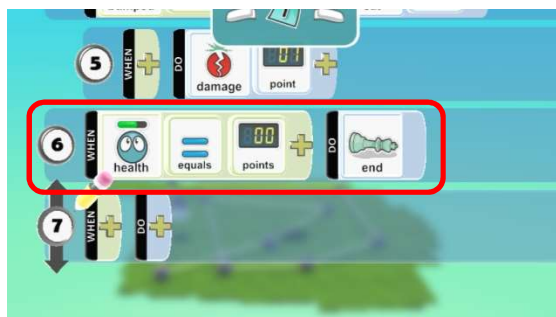 5 WHEN DO damage 01 point
6 WHEN health equals 00 points DO end
7 WHEN DO